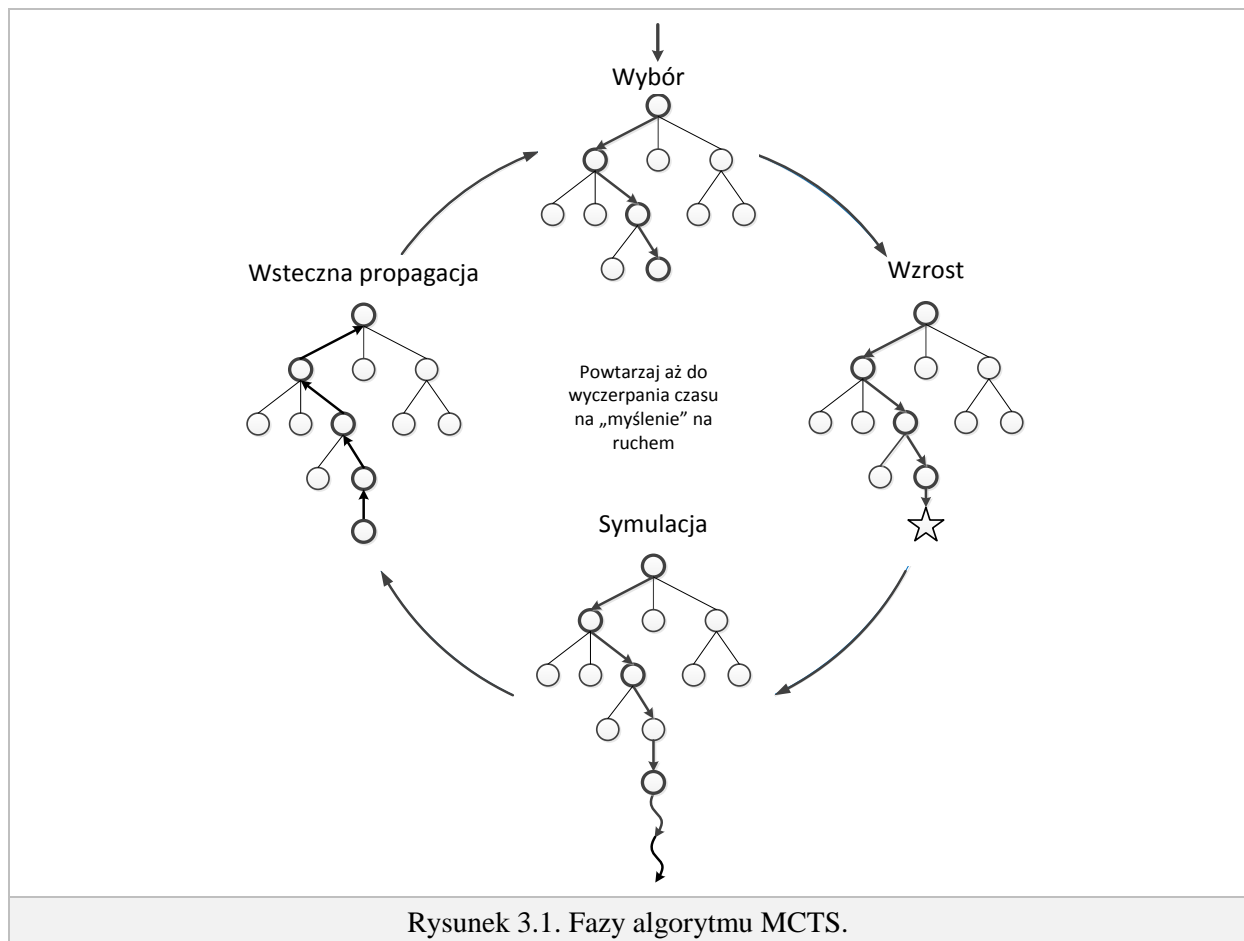 Wybór
Wsteczna propagacja
Wzrost
Powtarzaj aż do
wyczerpania czasu
na „myślenie” na
ruchem
Symulacja
Rysunek 3.1. Fazy algorytmu MCTS.